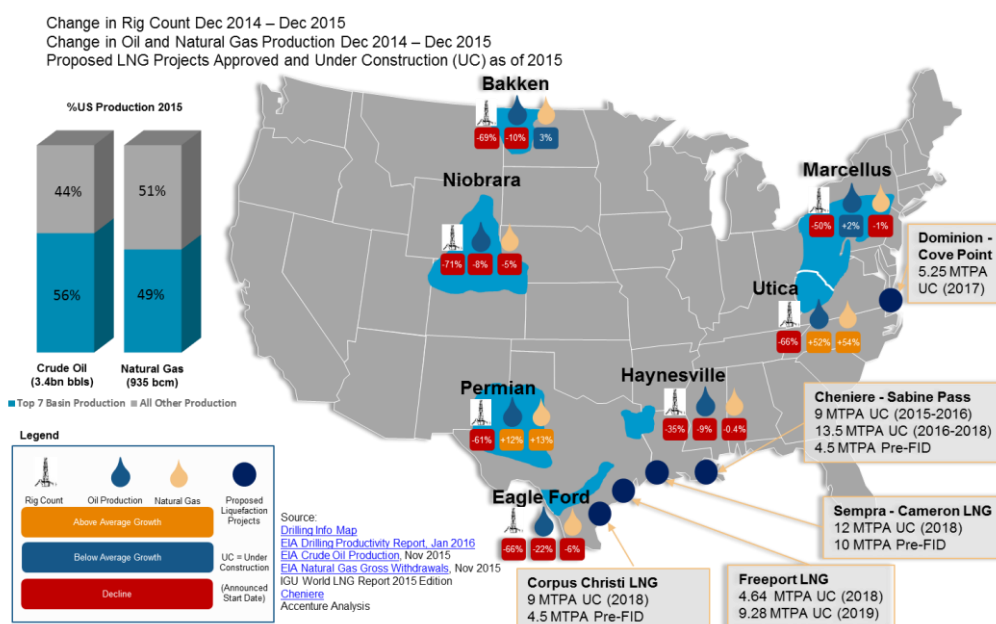 Change in Rig Count Dec 2014 – Dec 2015
Change in Oil and Natural Gas Production Dec 2014 – Dec 2015
Proposed LNG Projects Approved and Under Construction (UC) as of 2015
%US Production 2015
44%
51%
56%
49%
Crude Oil
(3.4bn bbls)
Natural Gas
(935 bcm)
Top 7 Basin Production
All Other Production
Legend
Rig Count
Oil Production
Natural Gas
Proposed
Liquefaction
Projects
Above Average Growth
Below Average Growth
UC = Under
Construction
Decline
(Announced
Start Date)
Source:
Drilling Info Map
EIA Drilling Productivity Report, Jan 2016
EIA Crude Oil Production, Nov 2015
EIA Natural Gas Gross Withdrawals, Nov 2015
IGU World LNG Report 2015 Edition
Cheniere
Accenture Analysis
Bakken
-69%
-10%
3%
Niobrara
-71%
-8%
-5%
Marcellus
-50%
+2%
-1%
Utica
-66%
+52%
+54%
Permian
-61%
+12%
+13%
Haynesville
-35%
-9%
-0.4%
Eagle Ford
-66%
-22%
-6%
Dominion -
Cove Point
5.25 MTPA
UC (2017)
Cheniere - Sabine Pass
9 MTPA UC (2015-2016)
13.5 MTPA UC (2016-2018)
4.5 MTPA Pre-FID
Sempra - Cameron LNG
12 MTPA UC (2018)
10 MTPA Pre-FID
Freeport LNG
4.64 MTPA UC (2018)
9.28 MTPA UC (2019)
Corpus Christi LNG
9 MTPA UC (2018)
4.5 MTPA Pre-FID